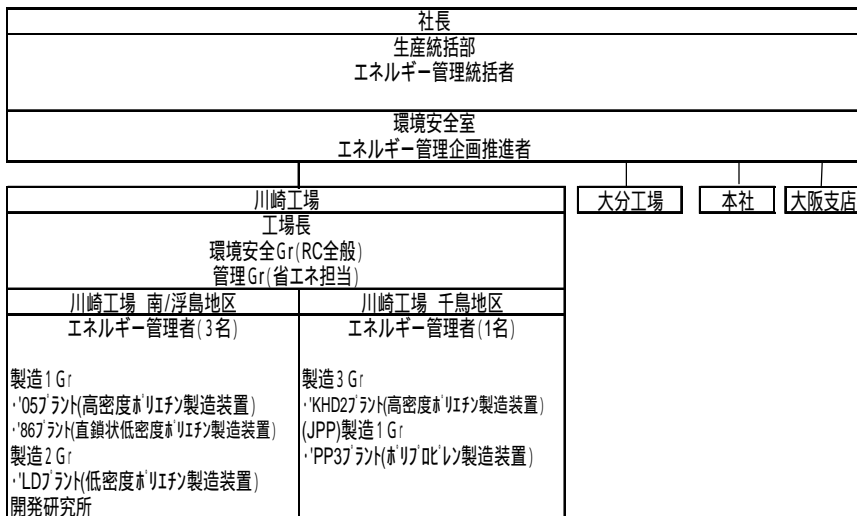 社長
生産統括部
エネルギー管理統括者
環境安全室
エネルギー管理企画推進者
川崎工場
大分工場
本社
大阪支店
工場長
環境安全Gr(RC全般)
管理Gr(省エネ担当)
川崎工場 南/浮島地区
エネルギー管理者(3名)
製造1Gr
・'05プラント(高密度ポリエチン製造装置)
・'86プラント(直鎖状低密度ポリエチン製造装置)
製造2Gr
・'LDプラント(低密度ポリエチン製造装置)
開発研究所
川崎工場 千鳥地区
エネルギー管理者(1名)
製造3Gr
・'KHD2プラント(高密度ポリエチン製造装置)
(JPP)製造1Gr
・'PP3プラント(ポリプロピレン製造装置)